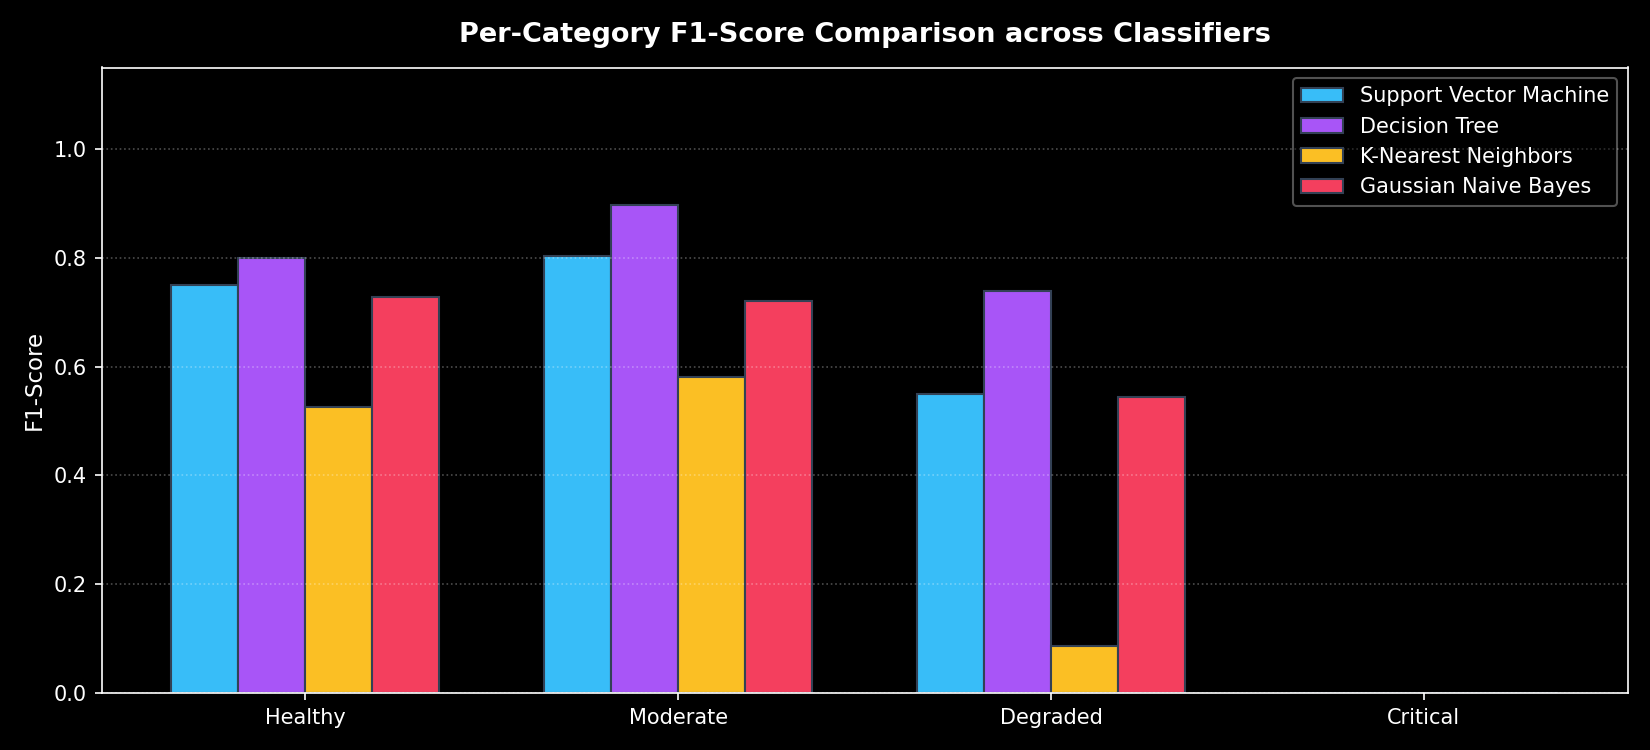 Per-Category F1-Score Comparison across Classifiers
Support Vector Machine
Decision Tree
K-Nearest Neighbors
Gaussian Naive Bayes
F1-Score
1.0
0.8
0.6
0.4
0.2
0.0
Healthy Moderate Degraded Critical